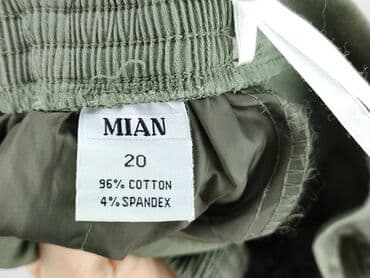 MIAN
20
96% COTTON
4% SPANDEX